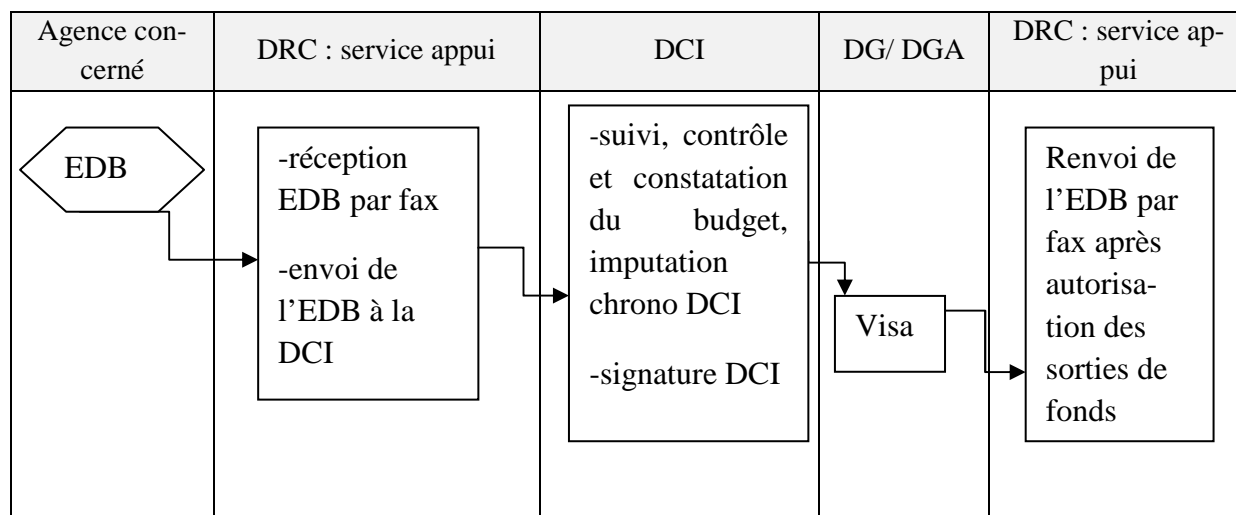 Agence con-
cerné
DRC : service appui
DCI
DG/ DGA
DRC : service ap-
pui
EDB
-réception
EDB par fax
-envoi de
l’EDB à la
DCI
-suivi, contrôle
et constatation
du budget,
imputation
chrono DCI
-signature DCI
Visa
Renvoi de
l’EDB par
fax après
autorisa-
tion des
sorties de
fonds